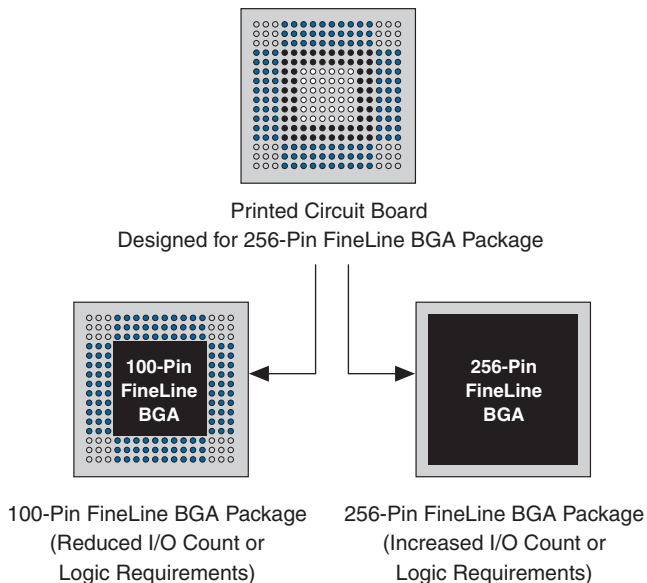 Printed Circuit Board
Designed for 256-Pin FineLine BGA Package
100-Pin
FineLine
BGA
256-Pin
FineLine
BGA
100-Pin FineLine BGA Package
(Reduced I/O Count or
Logic Requirements)
256-Pin FineLine BGA Package
(Increased I/O Count or
Logic Requirements)